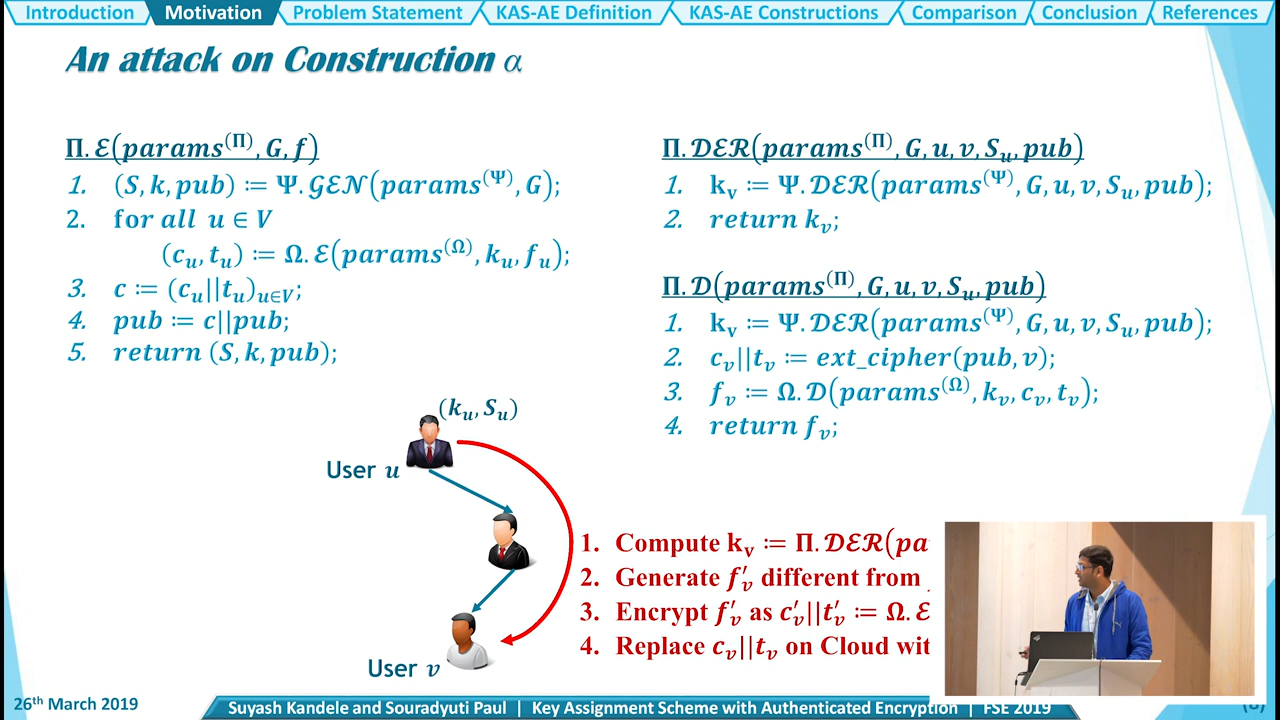 Introduction Motivation Problem Statement KAS-AE Definition KAS-AE Constructions Comparison Conclusion References
An attack on Construction α
Π.ℰ(params⁽ᴨ⁾, G, f)
1. (S, k, pub) ≔ Ψ.𝒢ℰ𝒩(params⁽ᴪ⁾, G);
2. for all u ∈ V
(c_u, t_u) ≔ Ω.ℰ(params^(Ω), k_u, f_u);
3. c ≔ (c_u||t_u)_{u∈V};
4. pub ≔ c||pub;
5. return (S, k, pub);
Π.𝒟ℰℛ(params^(Π), G, u, v, S_u, pub)
1. k_v ≔ Ψ.𝒟ℰℛ(params^(Ψ), G, u, v, S_u, pub);
2. return k_v;
Π.𝒟(params^(Π), G, u, v, S_u, pub)
1. k_v ≔ Ψ.𝒟ℰℛ(params^(Ψ), G, u, v, S_u, pub);
2. c_v||t_v ≔ ext_cipher(pub, v);
3. f_v ≔ Ω.𝒟(params^(Ω), k_v, c_v, t_v);
4. return f_v;
(k_u, S_u)
User u
User v
1. Compute k_v ≔ Π.𝒟ℰℛ(pa
2. Generate f′_v different from
3. Encrypt f′_v as c′_v||t′_v ≔ Ω.ℰ
4. Replace c_v||t_v on Cloud wit
26th March 2019
Suyash Kandele and Souradyuti Paul | Key Assignment Scheme with Authenticated Encryption | FSE 2019